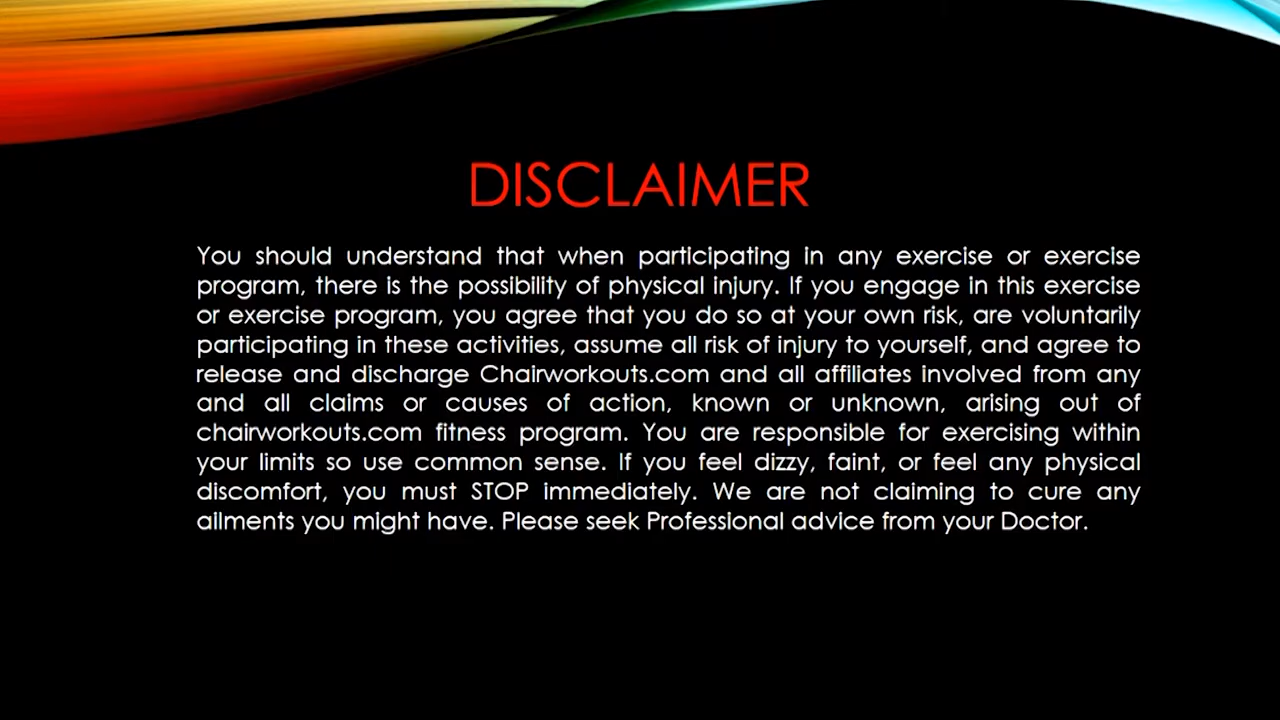 DISCLAIMER
You should understand that when participating in any exercise or exercise
program, there is the possibility of physical injury. If you engage in this exercise
or exercise program, you agree that you do so at your own risk, are voluntarily
participating in these activities, assume all risk of injury to yourself, and agree to
release and discharge Chairworkouts.com and all affiliates involved from any
and all claims or causes of action, known or unknown, arising out of
chairworkouts.com fitness program. You are responsible for exercising within
your limits so use common sense. If you feel dizzy, faint, or feel any physical
discomfort, you must STOP immediately. We are not claiming to cure any
ailments you might have. Please seek Professional advice from your Doctor.